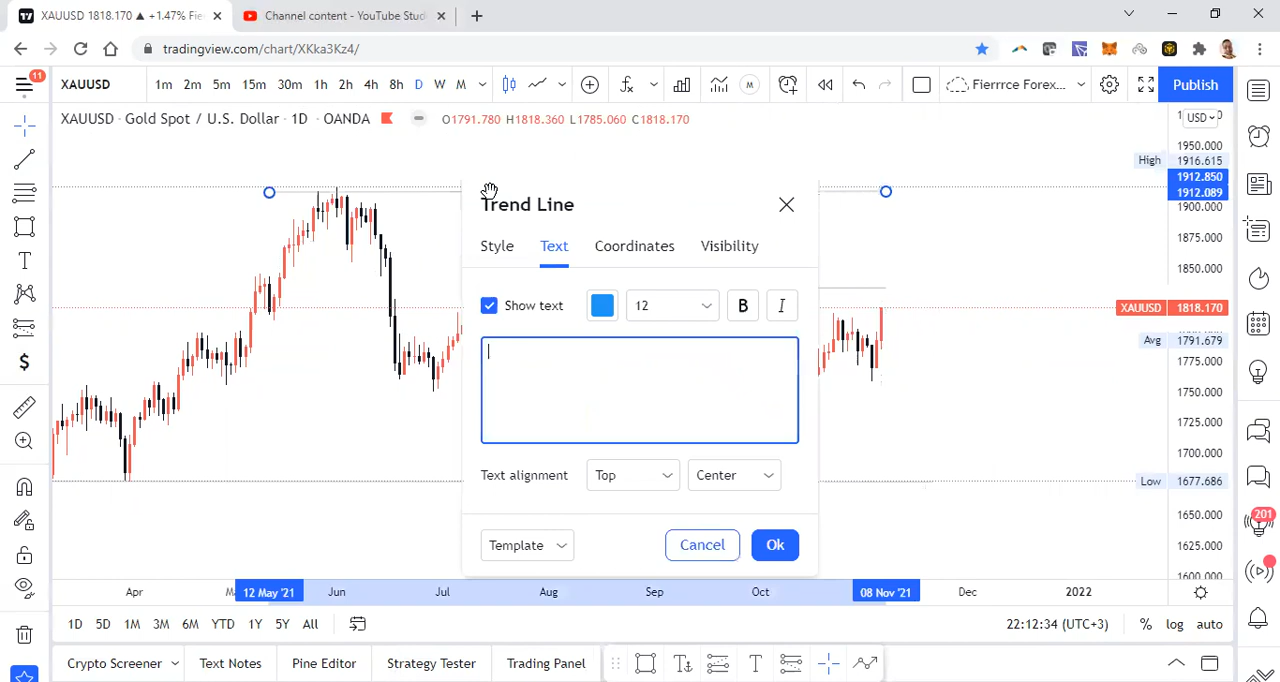 XAUUSD 1818.170 ▲ +1.47% Fie
Channel content - YouTube Stud
tradingview.com/chart/XKka3Kz4/
11
XAUUSD
1m 2m 5m 15m 30m 1h 2h 4h 8h D W M
M
Fierrrce Forex...
Publish
XAUUSD · Gold Spot / U.S. Dollar · 1D · OANDA
O1791.780 H1818.360 L1785.060 C1818.170
USD
1950.000
High 1916.615
1912.850
1912.089
1900.000
1875.000
1850.000
XAUUSD 1818.170
Avg 1791.679
1775.000
1750.000
1725.000
1700.000
Low 1677.686
1650.000
1625.000
1600.000
Trend Line
Style Text Coordinates Visibility
Show text 12 B I
Text alignment Top Center
Template Cancel Ok
Apr 12 May '21 Jun Jul Aug Sep Oct 08 Nov '21 Dec 2022
1D 5D 1M 3M 6M YTD 1Y 5Y All
22:12:34 (UTC+3) % log auto
Crypto Screener Text Notes Pine Editor Strategy Tester Trading Panel
201